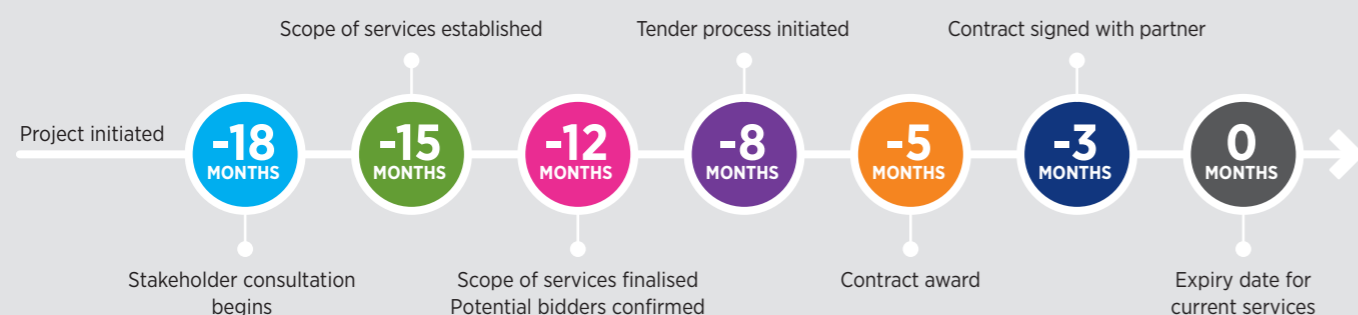 Scope of services established
Tender process initiated
Contract signed with partner
Project initiated
-18
MONTHS
-15
MONTHS
-12
MONTHS
-8
MONTHS
-5
MONTHS
-3
MONTHS
0
MONTHS
Stakeholder consultation
begins
Scope of services finalised
Potential bidders confirmed
Contract award
Expiry date for
current services